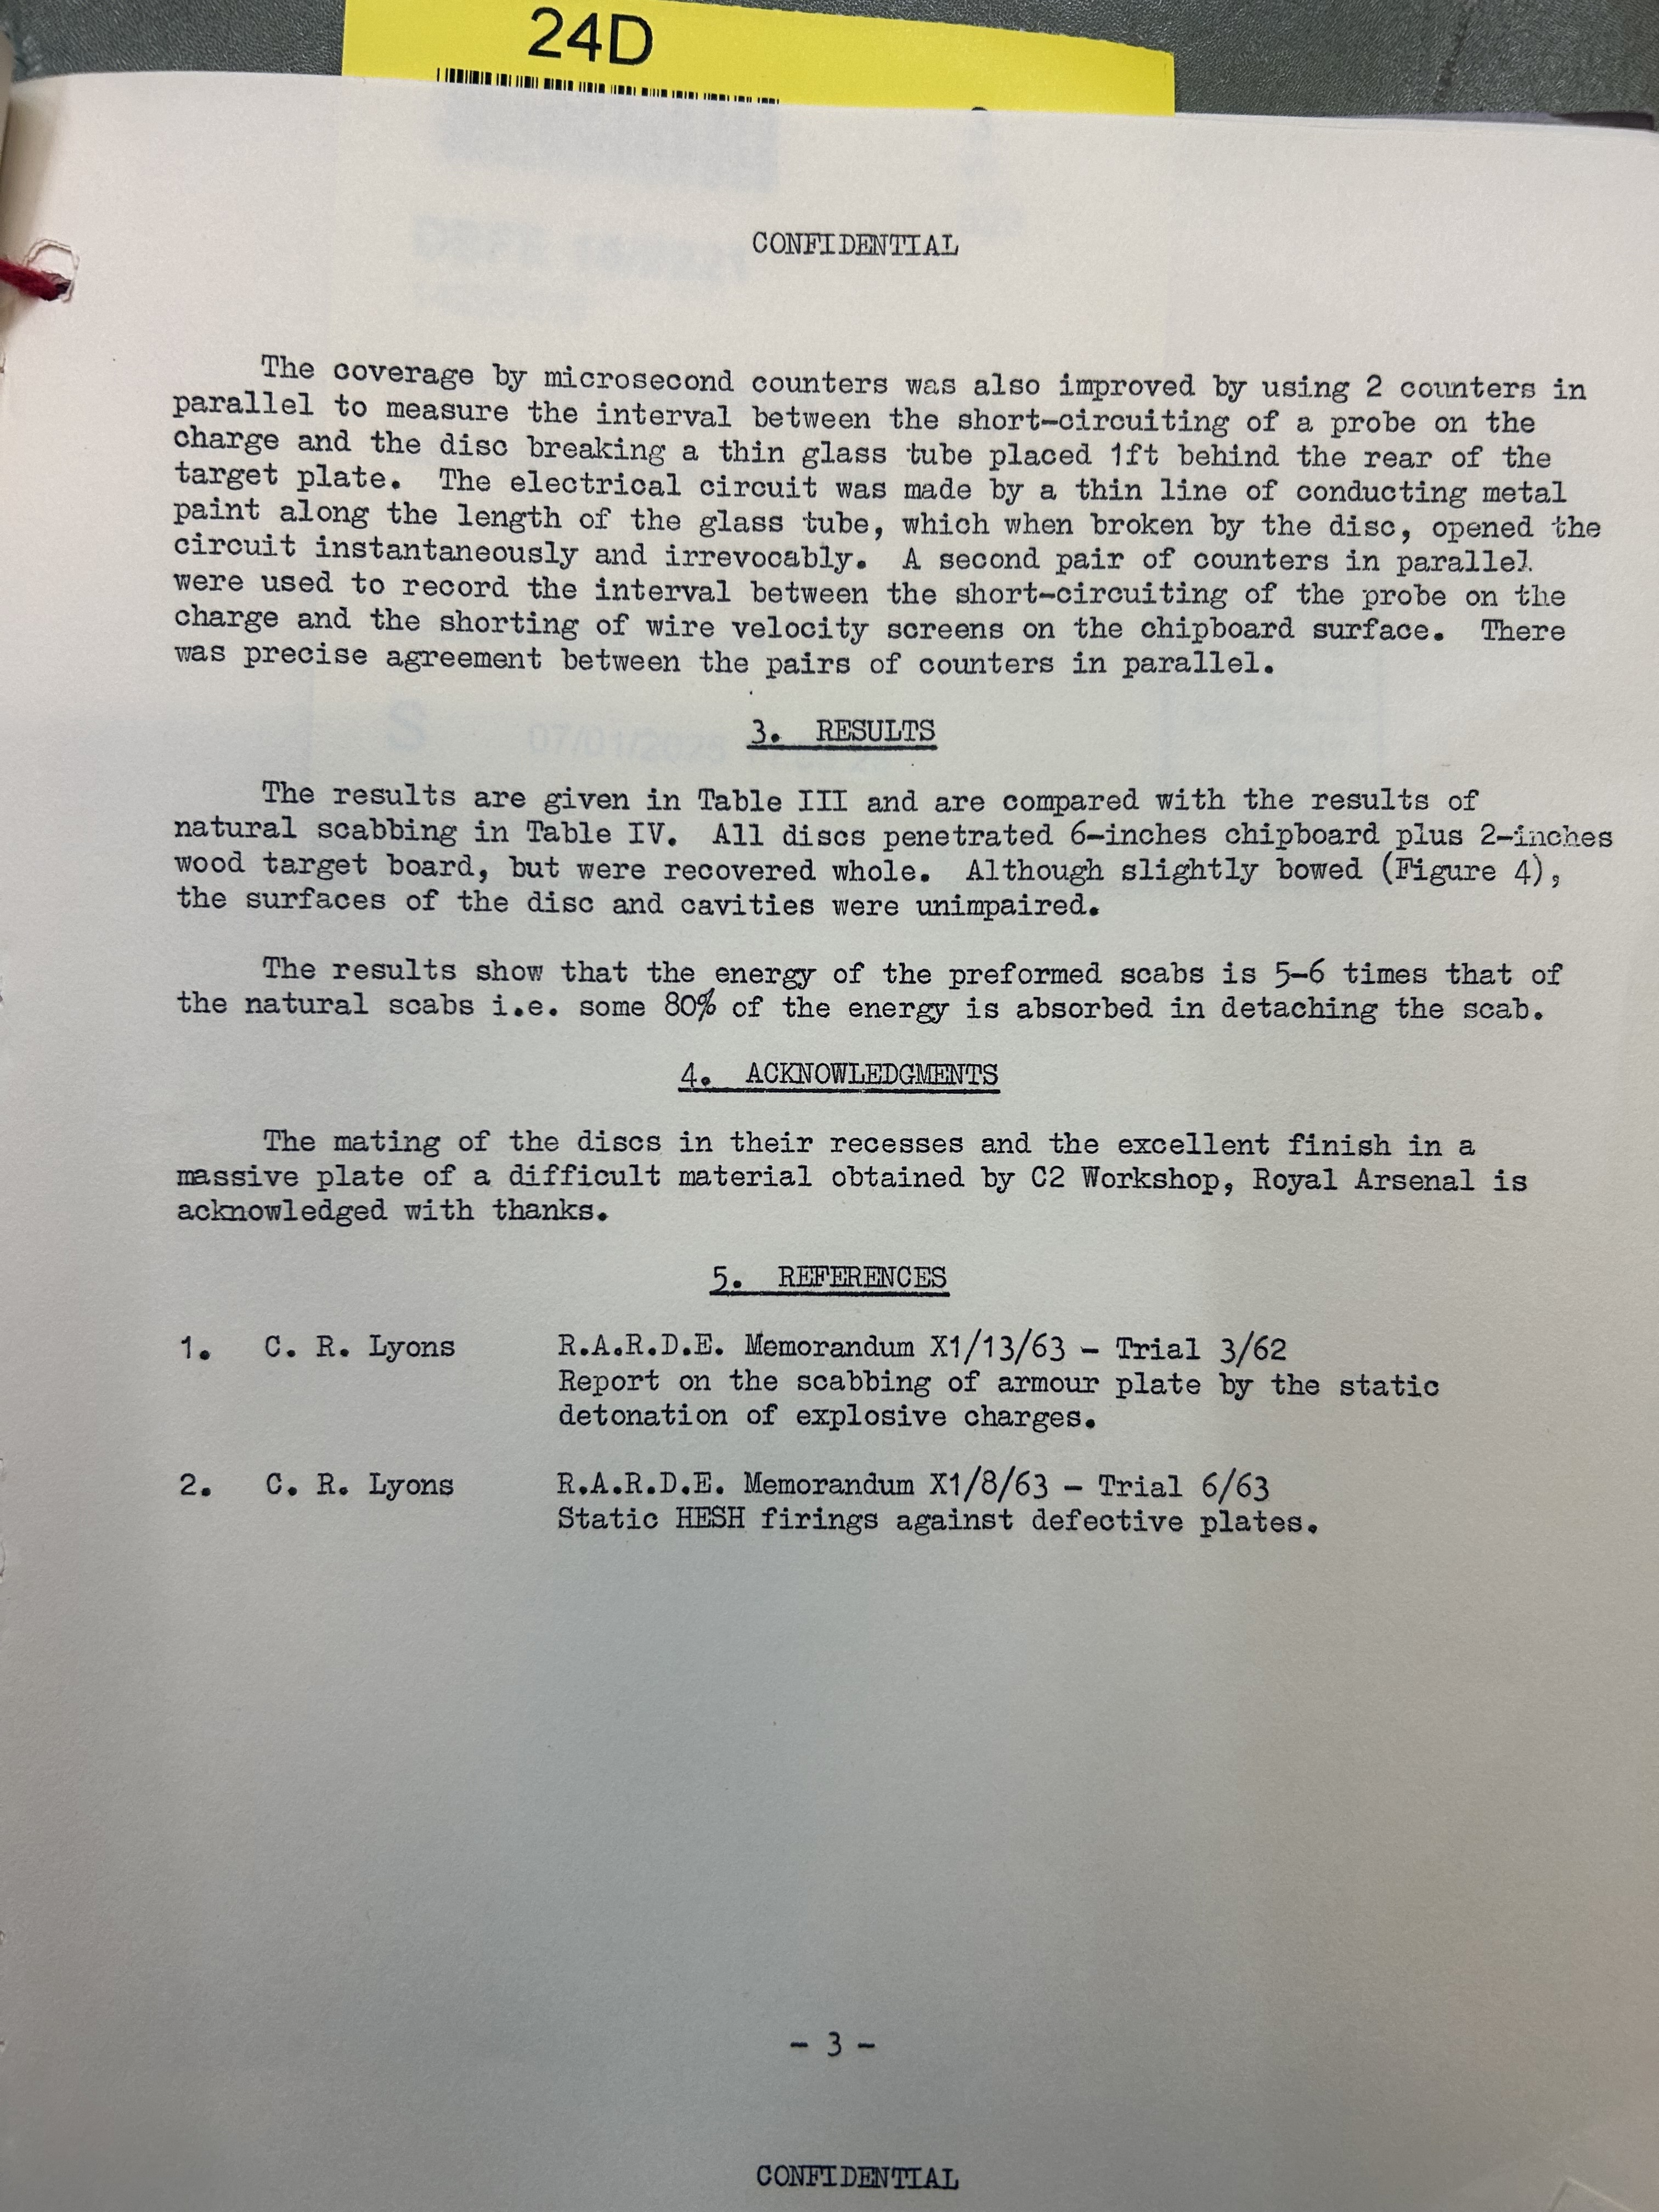 24D
CONFIDENTIAL
The coverage by microsecond counters was also improved by using 2 counters in
parallel to measure the interval between the short-circuiting of a probe on the
charge and the disc breaking a thin glass tube placed 1ft behind the rear of the
target plate. The electrical circuit was made by a thin line of conducting metal
paint along the length of the glass tube, which when broken by the disc, opened the
circuit instantaneously and irrevocably. A second pair of counters in parallel
were used to record the interval between the short-circuiting of the probe on the
charge and the shorting of wire velocity screens on the chipboard surface. There
was precise agreement between the pairs of counters in parallel.
3. RESULTS
S 07/01/2025
The results are given in Table III and are compared with the results of
natural scabbing in Table IV. All discs penetrated 6-inches chipboard plus 2-inches
wood target board, but were recovered whole. Although slightly bowed (Figure 4),
the surfaces of the disc and cavities were unimpaired.
The results show that the energy of the preformed scabs is 5-6 times that of
the natural scabs i.e. some 80% of the energy is absorbed in detaching the scab.
4. ACKNOWLEDGMENTS
The mating of the discs in their recesses and the excellent finish in a
massive plate of a difficult material obtained by C2 Workshop, Royal Arsenal is
acknowledged with thanks.
5. REFERENCES
1. C. R. Lyons R.A.R.D.E. Memorandum X1/13/63 - Trial 3/62
Report on the scabbing of armour plate by the static
detonation of explosive charges.
2. C. R. Lyons R.A.R.D.E. Memorandum X1/8/63 - Trial 6/63
Static HESH firings against defective plates.
- 3 -
CONFIDENTIAL